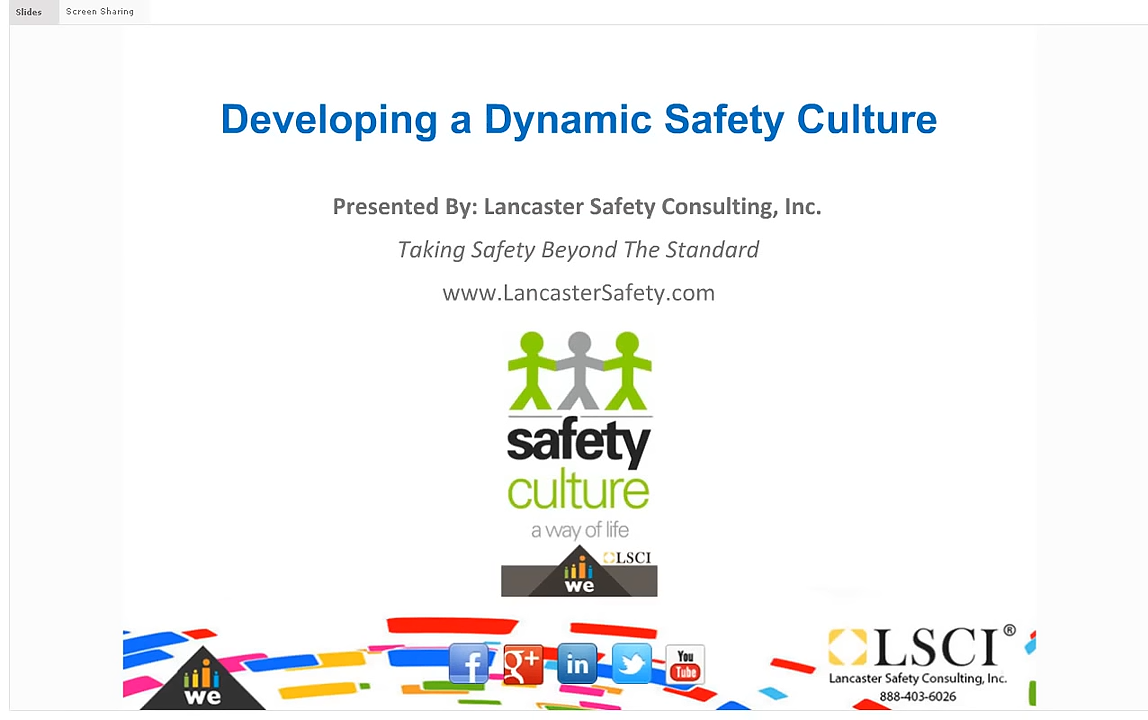 Slides Screen Sharing
Developing a Dynamic Safety Culture
Presented By: Lancaster Safety Consulting, Inc.
Taking Safety Beyond The Standard
www.LancasterSafety.com
safety
culture
a way of life
LSCI
we
we
f g+ in You Tube
LSCI®
Lancaster Safety Consulting, Inc.
888-403-6026